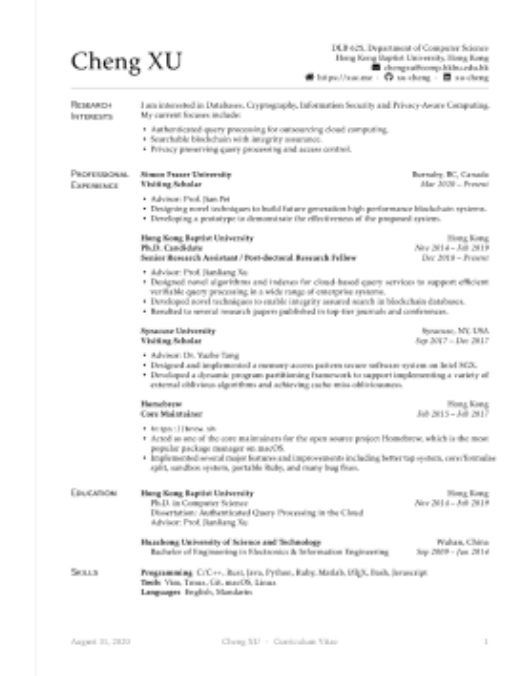 Cheng XU
DLB 625, Department of Computer Science
Hong Kong Baptist University, Hong Kong
chengxu@comp.hkbu.edu.hk
https://xuc.me · xu-cheng · xu-cheng
RESEARCH INTERESTS
I am interested in Databases, Cryptography, Information Security and Privacy-Aware Computing.
My current focuses include:
• Authenticated query processing for outsourcing cloud computing.
• Searchable blockchain with integrity assurance.
• Privacy preserving query processing and access control.
PROFESSIONAL EXPERIENCE
Simon Fraser University Burnaby, BC, Canada
Visiting Scholar Mar 2020 – Present
• Advisor: Prof. Jian Pei
• Designing novel techniques to build future generation high performance blockchain systems.
• Developing a prototype to demonstrate the effectiveness of the proposed system.
Hong Kong Baptist University Hong Kong
Ph.D. Candidate Nov 2014 – Feb 2019
Senior Research Assistant / Post-doctoral Research Fellow Dec 2018 – Present
• Advisor: Prof. Jianliang Xu
• Designed novel algorithms and indexes for cloud-based query services to support efficient
verifiable query processing in a wide range of enterprise systems.
• Developed novel techniques to enable integrity assured search in blockchain databases.
• Resulted to several research papers published in top-tier journals and conferences.
Syracuse University Syracuse, NY, USA
Visiting Scholar Sep 2017 – Dec 2017
• Advisor: Dr. Yuzhe Tang
• Designed and implemented a memory-access pattern secure software-system on Intel SGX.
• Developed a dynamic program partitioning framework to support implementing a variety of
external oblivious algorithms and achieving cache-miss obliviousness.
Homebrew Hong Kong
Core Maintainer Feb 2015 – Feb 2017
• https://brew.sh
• Acted as one of the core maintainers for the open source project Homebrew, which is the most
popular package manager on macOS.
• Implemented several major features and improvements including better tap system, core/formulae
split, sandbox system, portable Ruby, and many bug fixes.
EDUCATION
Hong Kong Baptist University Hong Kong
Ph.D. in Computer Science Nov 2014 – Feb 2019
Dissertation: Authenticated Query Processing in the Cloud
Advisor: Prof. Jianliang Xu
Huazhong University of Science and Technology Wuhan, China
Bachelor of Engineering in Electronics & Information Engineering Sep 2009 – Jun 2014
SKILLS
Programming C/C++, Rust, Java, Python, Ruby, Matlab, LATEX, Bash, Javascript
Tools Vim, Tmux, Git, macOS, Linux
Languages English, Mandarin
August 31, 2020 Cheng XU · Curriculum Vitae 1